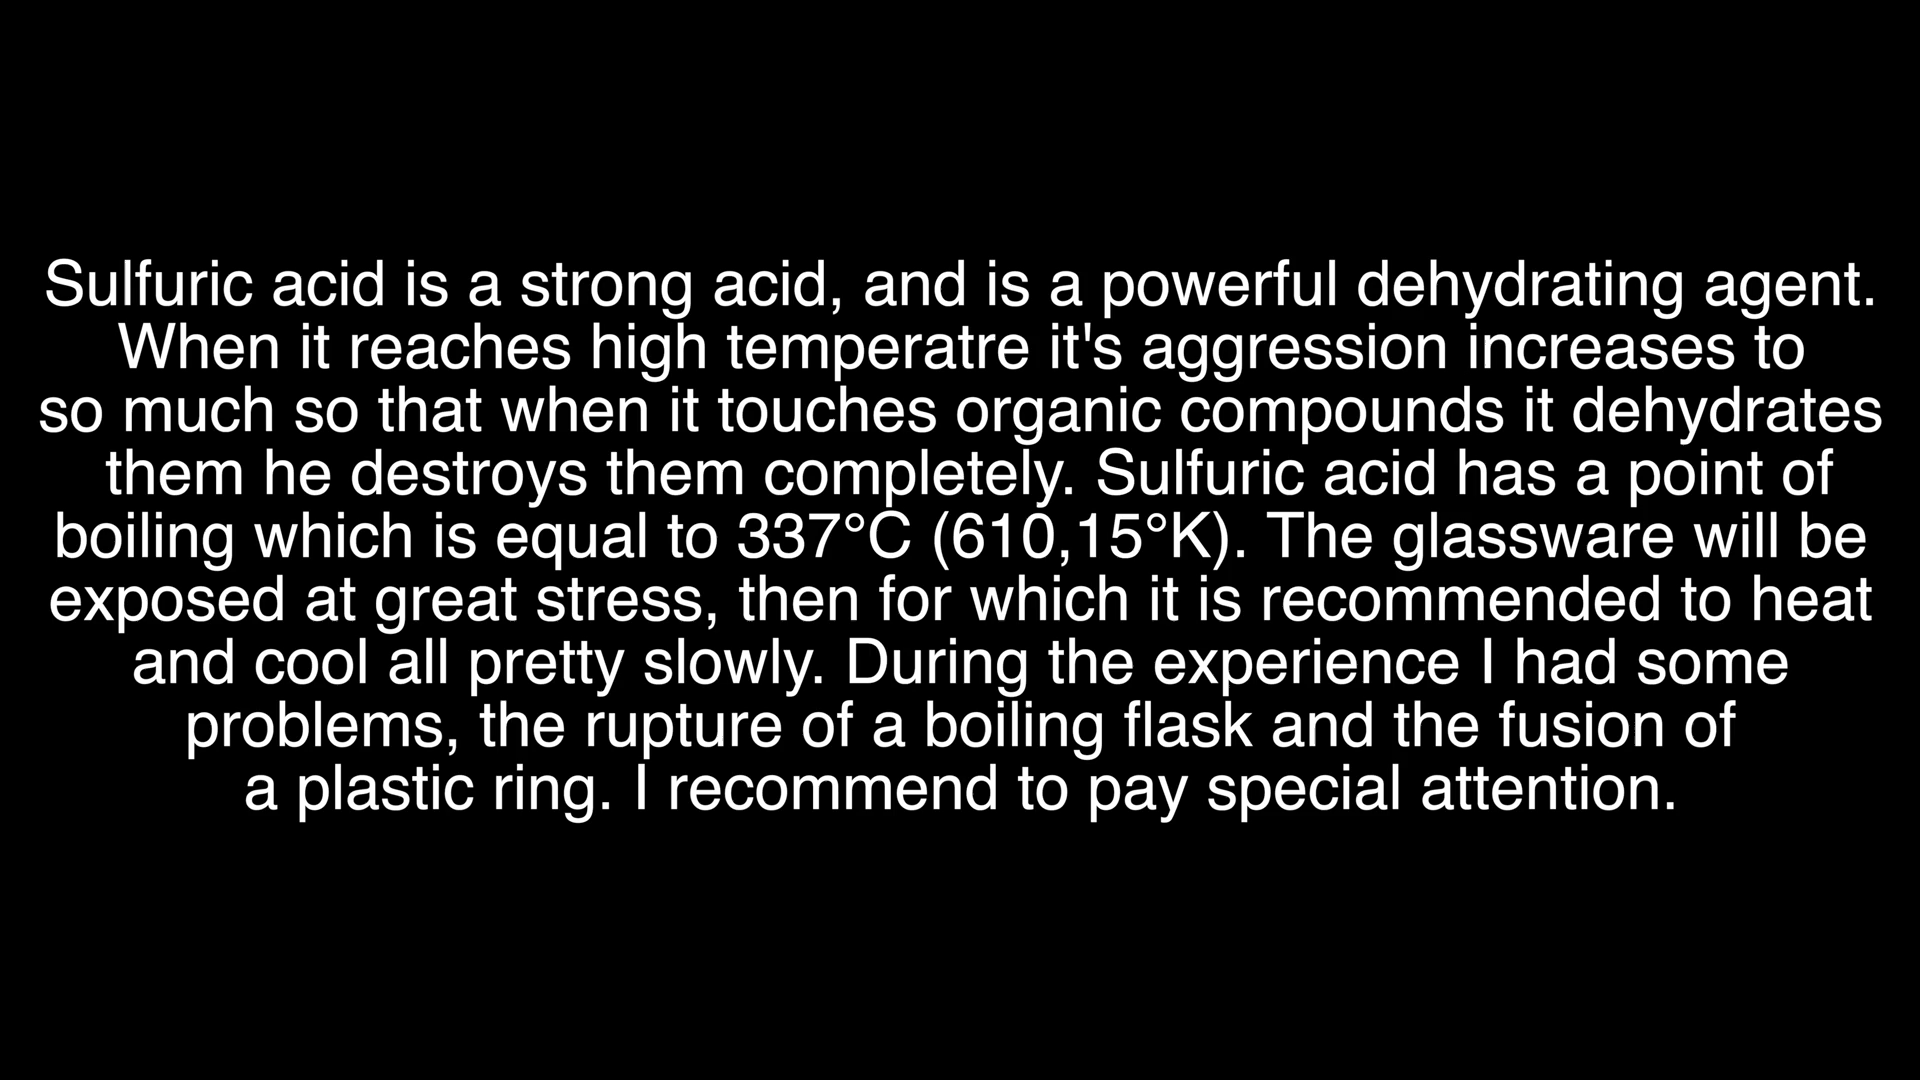 Sulfuric acid is a strong acid, and is a powerful dehydrating agent.
When it reaches high temperatre it's aggression increases to
so much so that when it touches organic compounds it dehydrates
them he destroys them completely. Sulfuric acid has a point of
boiling which is equal to 337°C (610,15°K). The glassware will be
exposed at great stress, then for which it is recommended to heat
and cool all pretty slowly. During the experience I had some
problems, the rupture of a boiling flask and the fusion of
a plastic ring. I recommend to pay special attention.